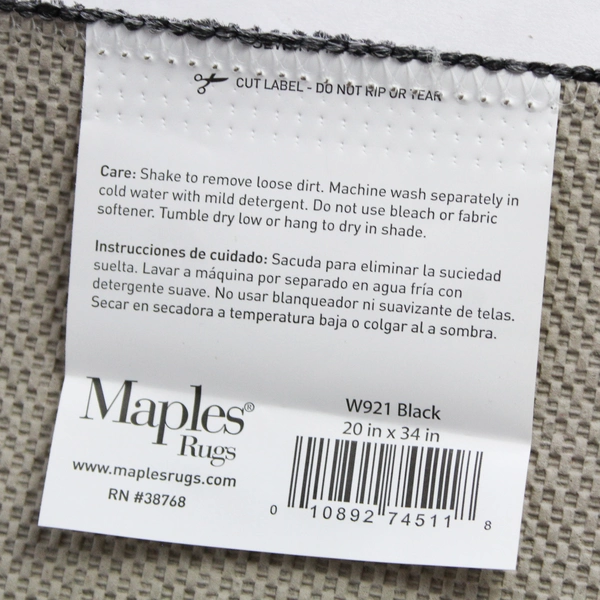 CUT LABEL - DO NOT RIP OR TEAR
Care: Shake to remove loose dirt. Machine wash separately in
cold water with mild detergent. Do not use bleach or fabric
softener. Tumble dry low or hang to dry in shade.
Instrucciones de cuidado: Sacuda para eliminar la suciedad
suelta. Lavar a máquina por separado en agua fría con
detergente suave. No usar blanqueador ni suavizante de telas.
Secar en secadora a temperatura baja o colgar al a sombra.
Maples®
Rugs
www.maplesrugs.com
RN #38768
W921 Black
20 in x 34 in
0 10892 74511 8